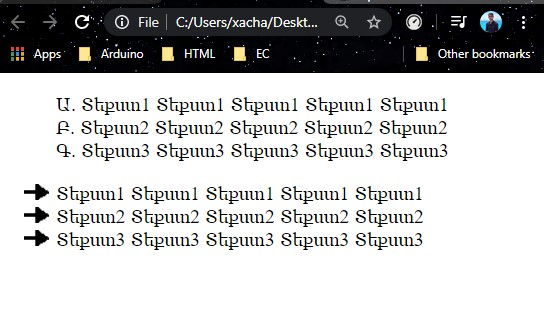 File C:/Users/xacha/Deskt...
Apps Arduino HTML EC Other bookmarks
Ա. Տեքստ1 Տեքստ1 Տեքստ1 Տեքստ1 Տեքստ1
Բ. Տեքստ2 Տեքստ2 Տեքստ2 Տեքստ2 Տեքստ2
Գ. Տեքստ3 Տեքստ3 Տեքստ3 Տեքստ3 Տեքստ3
Տեքստ1 Տեքստ1 Տեքստ1 Տեքստ1 Տեքստ1
Տեքստ2 Տեքստ2 Տեքստ2 Տեքստ2 Տեքստ2
Տեքստ3 Տեքստ3 Տեքստ3 Տեքստ3 Տեքստ3